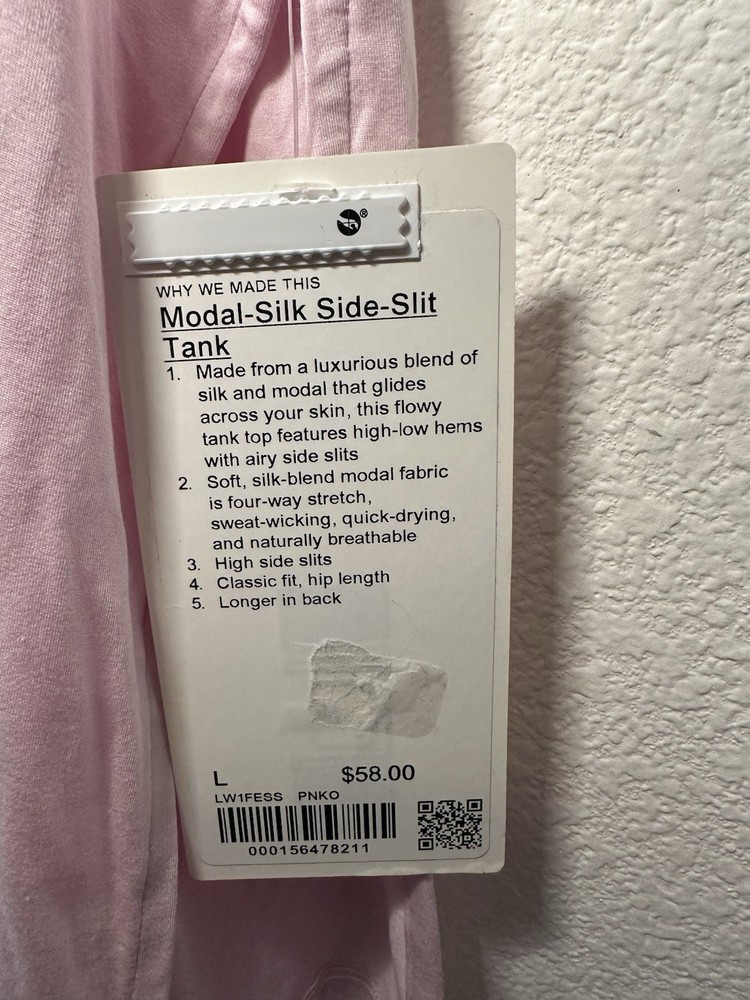 ®
WHY WE MADE THIS
Modal-Silk Side-Slit
Tank
1. Made from a luxurious blend of
silk and modal that glides
across your skin, this flowy
tank top features high-low hems
with airy side slits
2. Soft, silk-blend modal fabric
is four-way stretch,
sweat-wicking, quick-drying,
and naturally breathable
3. High side slits
4. Classic fit, hip length
5. Longer in back
L $58.00
LW1FESS PNKO
000156478211